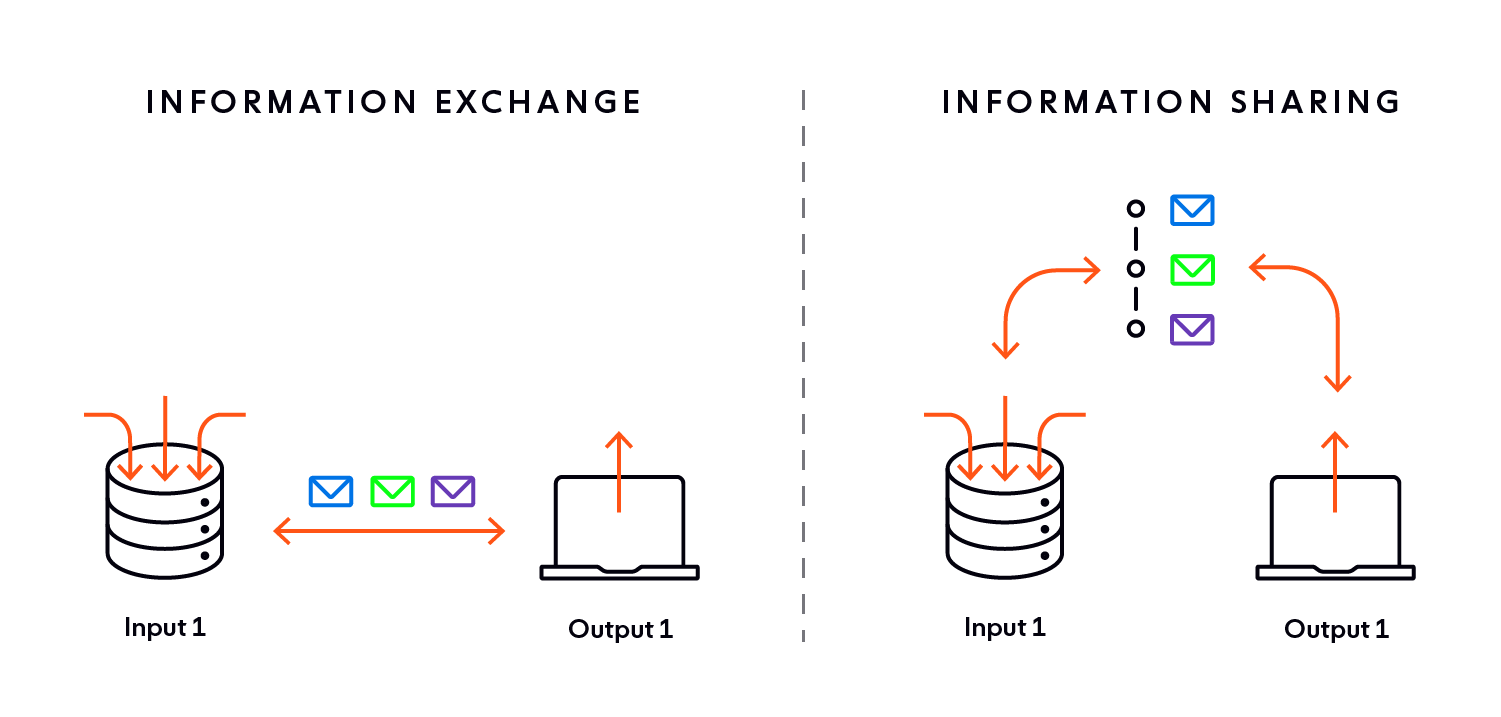 INFORMATION EXCHANGE
Input 1
Output 1
INFORMATION SHARING
Input 1
Output 1